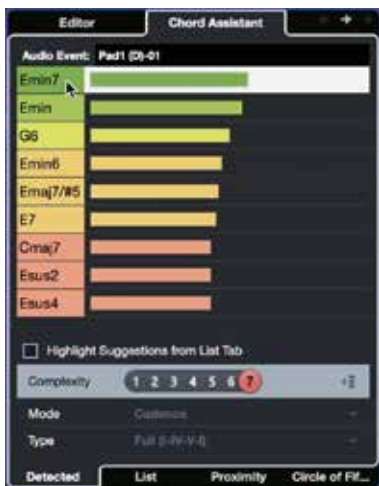 Editor Chord Assistant
Audio Event: Pad1 (D)-01
Emin7
Emin
G6
Emin6
Emaj7/#5
E7
Cmaj7
Esus2
Esus4
Highlight Suggestions from List Tab
Complexity 1 2 3 4 5 6 7
Mode Cadence
Type Full (I-IV-V-I)
Detected List Proximity Circle of Fif...